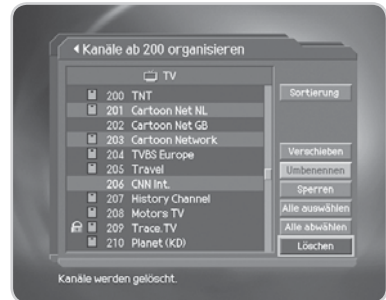 Kanäle ab 200 organisieren
TV
200 TNT
201 Cartoon Net NL
202 Cartoon Net GB
203 Cartoon Network
204 TVBS Europe
205 Travel
206 CNN Int.
207 History Channel
208 Motors TV
209 Trace.TV
210 Planet (KD)
Sortierung
Verschieben
Umbenennen
Sperren
Alle auswählen
Alle abwählen
Löschen
Kanäle werden gelöscht.